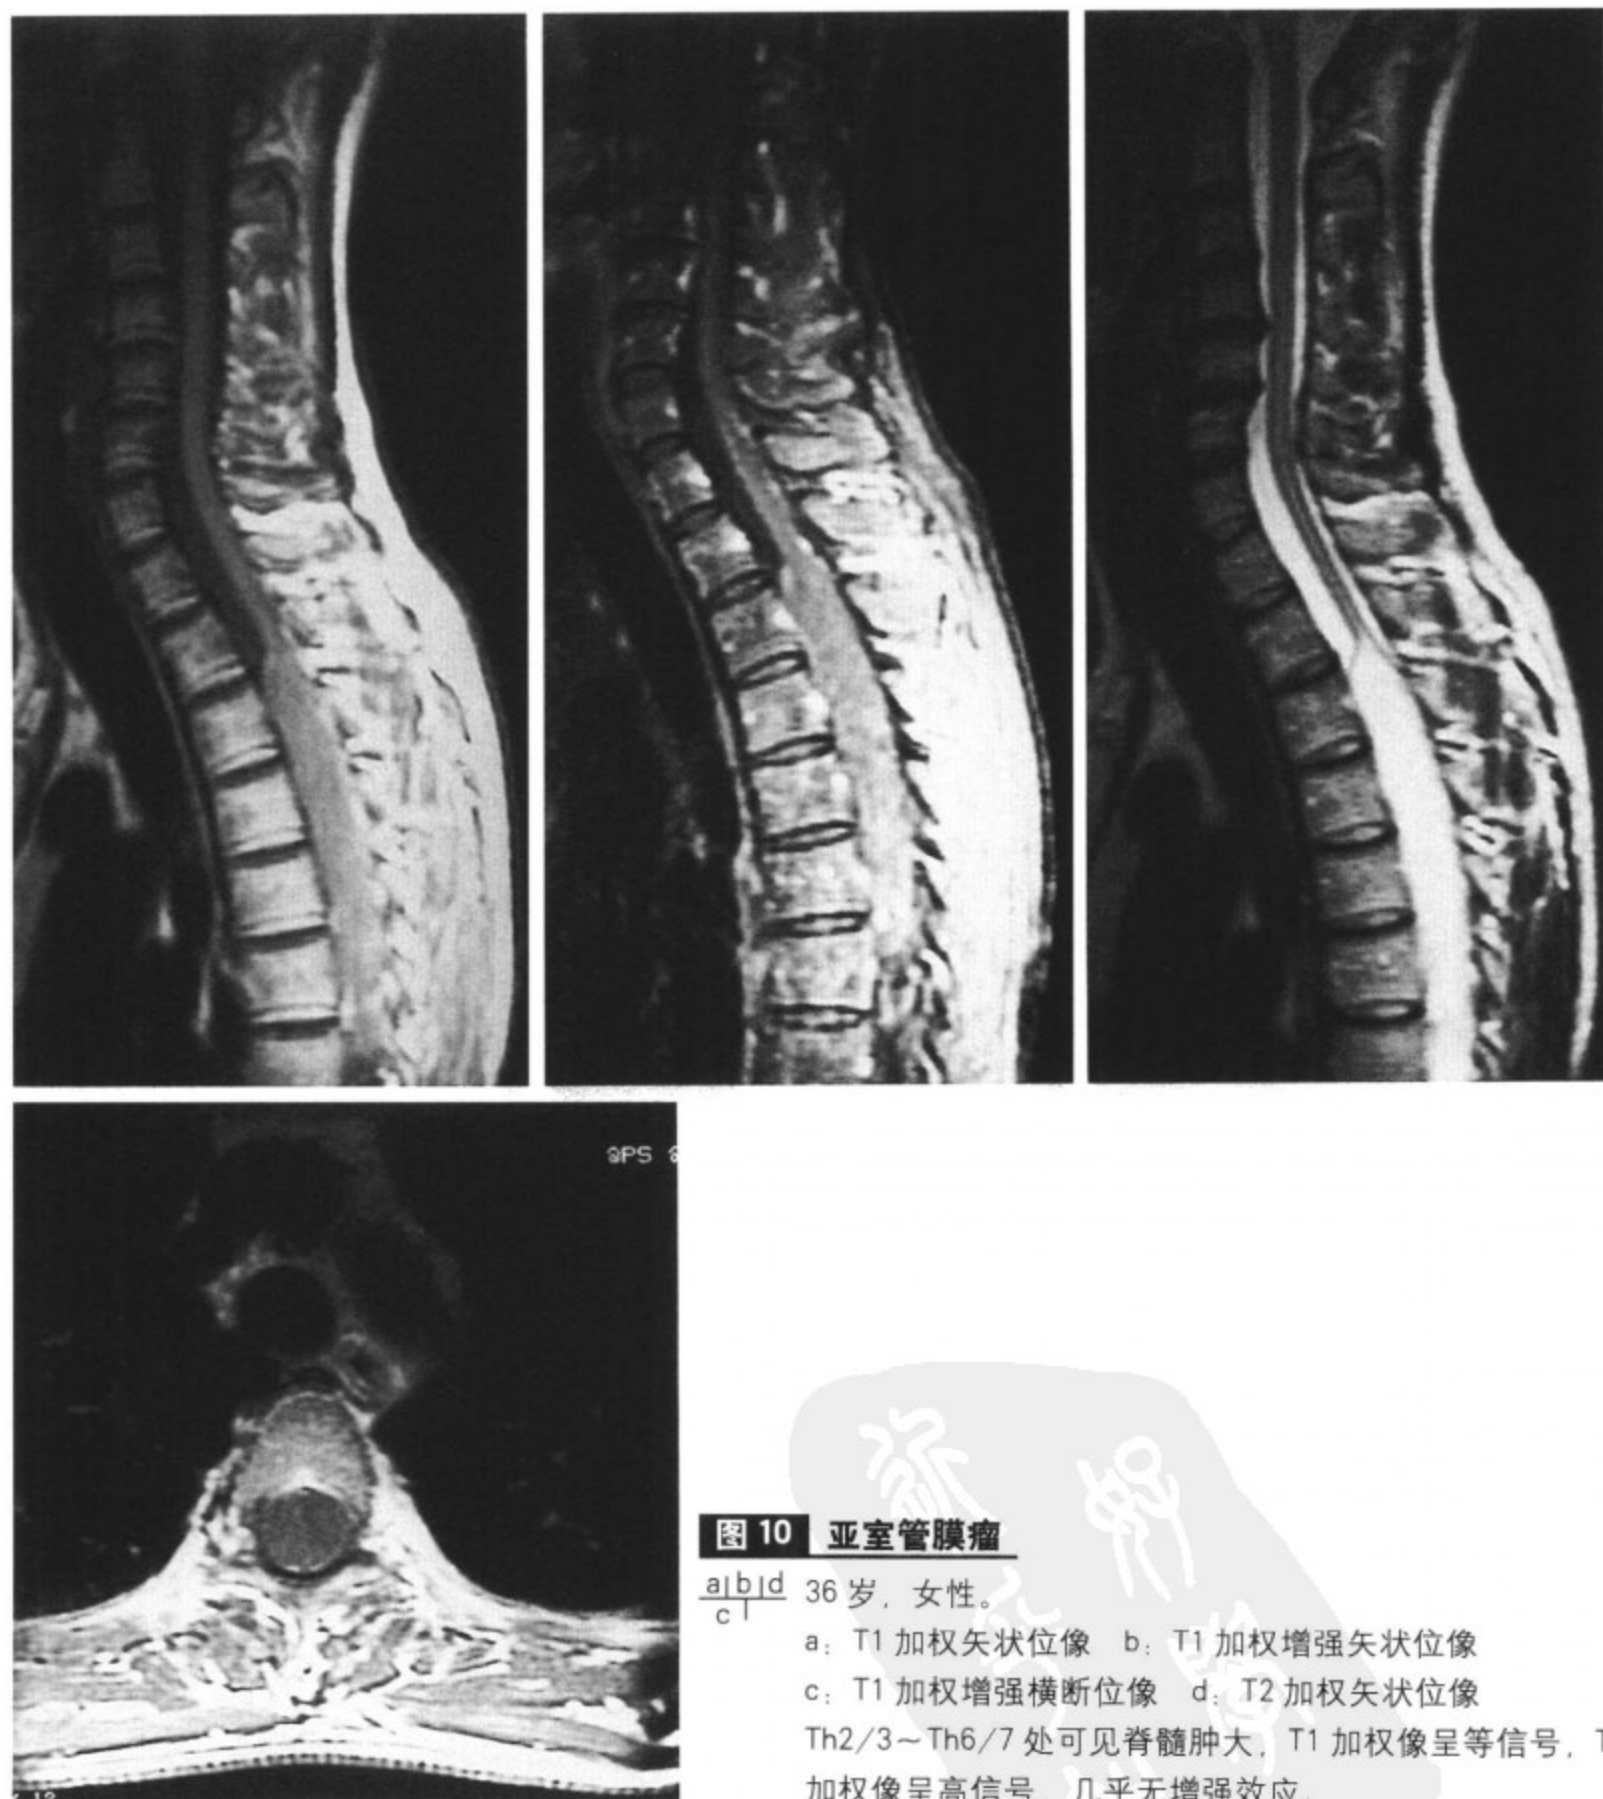 QPS
图 10 亚室管膜瘤
a|b|d
c
36 岁，女性。
a：T1 加权矢状位像 b：T1 加权增强矢状位像
c：T1 加权增强横断位像 d：T2 加权矢状位像
Th2/3～Th6/7 处可见脊髓肿大，T1 加权像呈等信号，T
加权像呈高信号，几乎无增强效应。